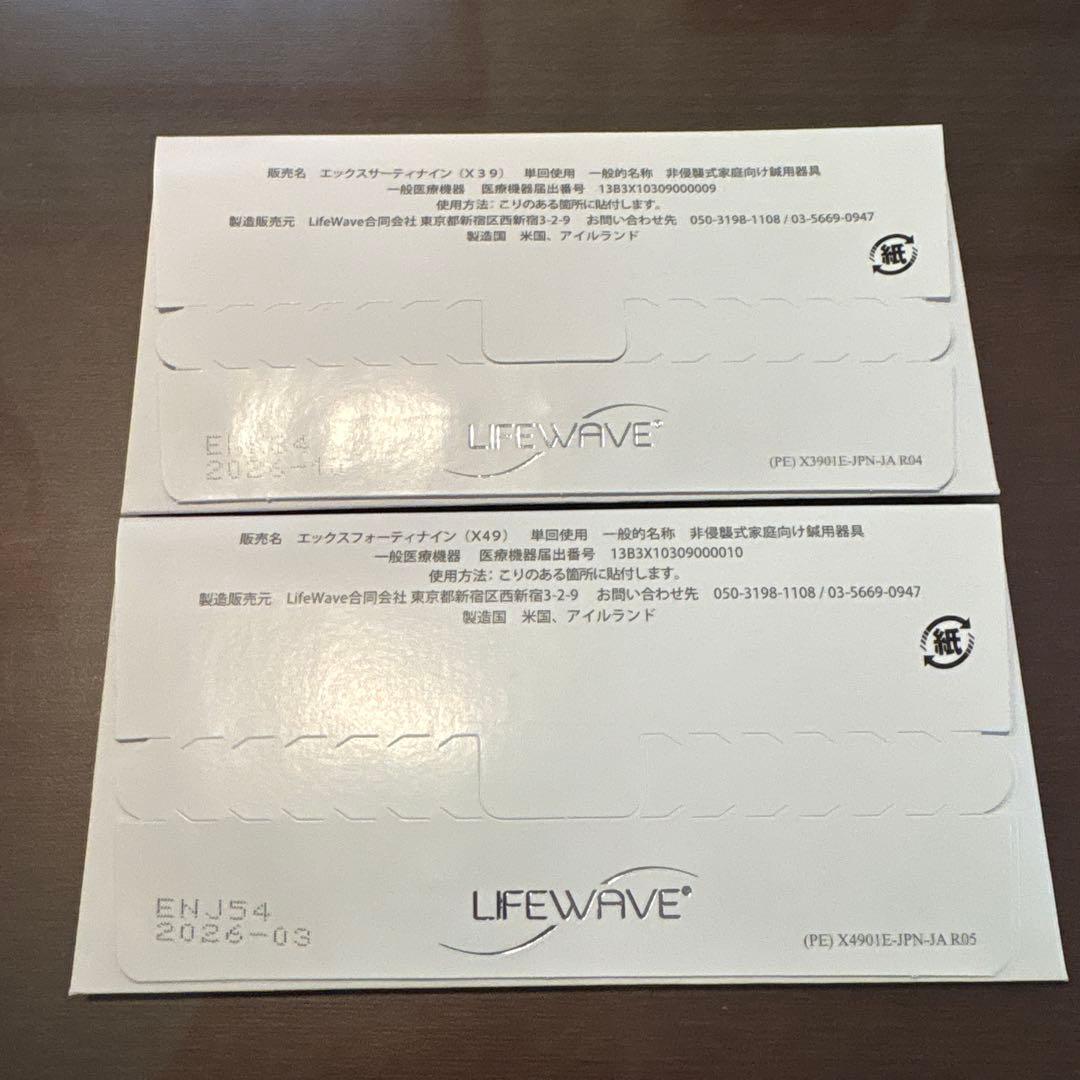 販売名 エックスサーティナイン（X39） 単回使用 一般的名称 非侵襲式家庭向け鍼用器具
一般医療機器 医療機器届出番号 13B3X10309000009
使用方法：こりのある箇所に貼付します。
製造販売元 LifeWave合同会社 東京都新宿区西新宿3-2-9 お問い合わせ先 050-3198-1108 / 03-5669-0947
製造国 米国、アイルランド
紙
LIFEWAVE
(PE) X3901E-JPN-JA R04
販売名 エックスフォーティナイン（X49） 単回使用 一般的名称 非侵襲式家庭向け鍼用器具
一般医療機器 医療機器届出番号 13B3X10309000010
使用方法：こりのある箇所に貼付します。
製造販売元 LifeWave合同会社 東京都新宿区西新宿3-2-9 お問い合わせ先 050-3198-1108 / 03-5669-0947
製造国 米国、アイルランド
紙
ENJ54
2026-03
LIFEWAVE
(PE) X4901E-JPN-JA R05